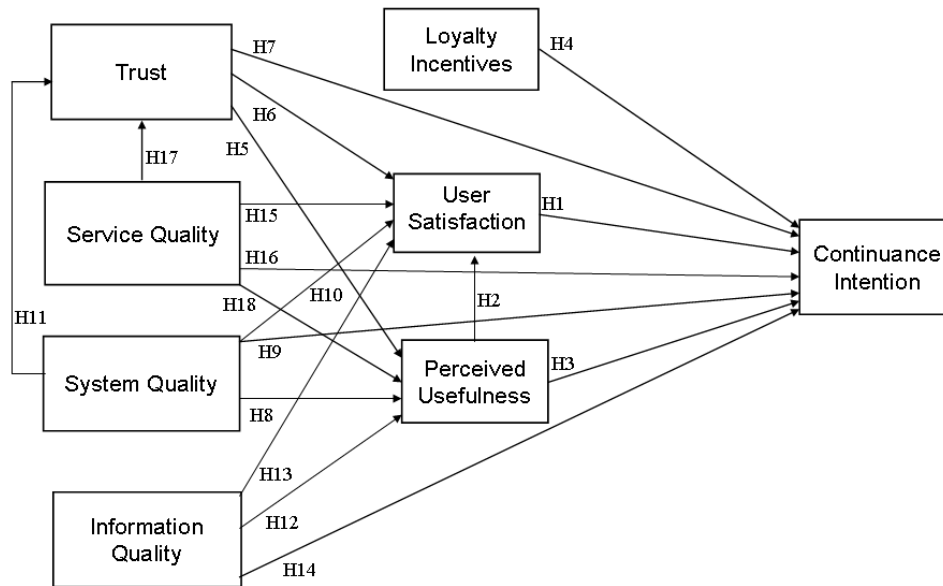 H7
Loyalty
Incentives
H4
Trust
H6
H5
H17
User
Satisfaction
H1
Service Quality
H15
H16
Continuance
Intention
H18
H10
H2
H11
H9
Perceived
Usefulness
H3
System Quality
H8
H13
Information
Quality
H12
H14